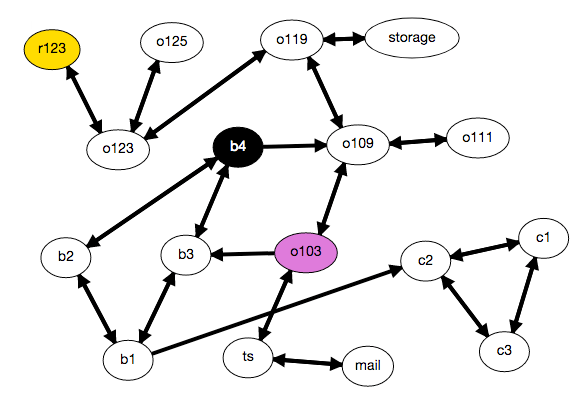 r123
o125
o119
storage
o123
b4
o109
o111
b2
b3
o103
c2
c1
b1
ts
mail
c3